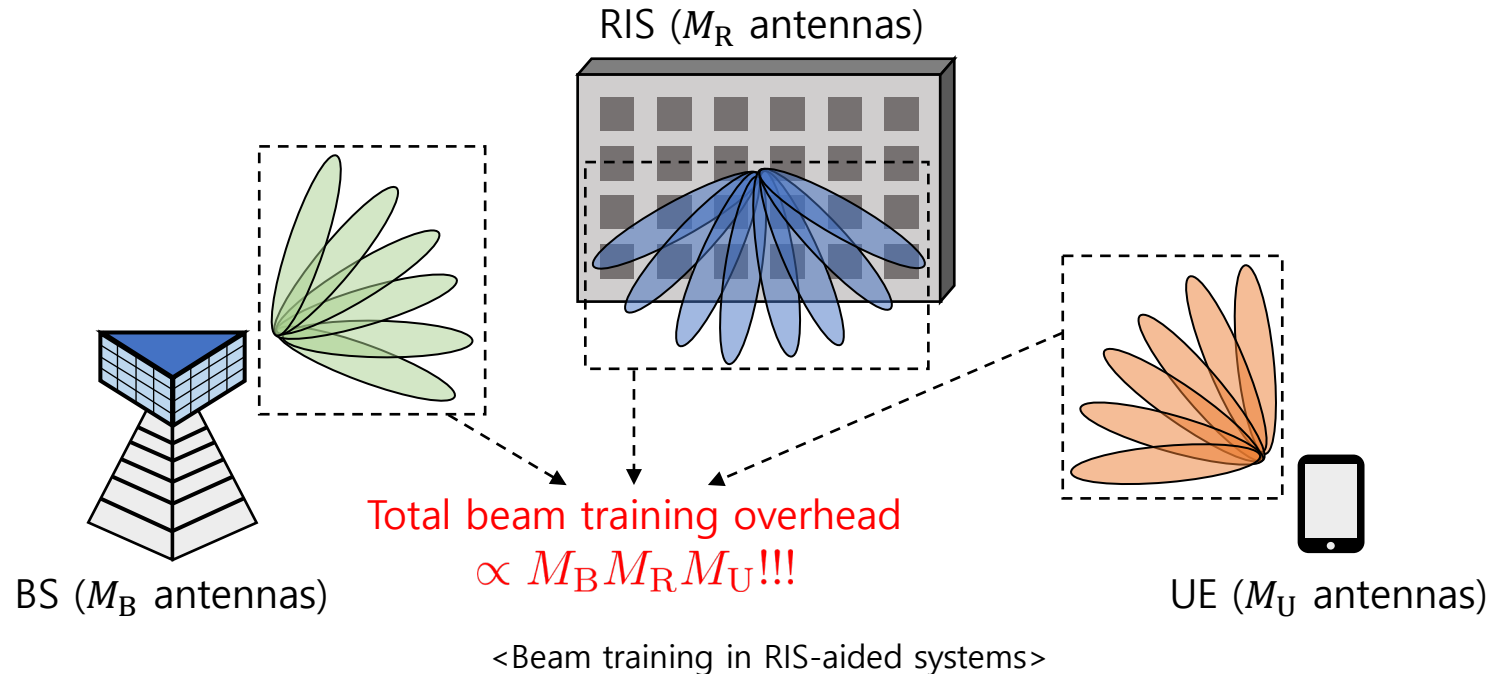 RIS (M_R antennas)
Total beam training overhead
∝ M_B M_R M_U!!!
BS (M_B antennas)
UE (M_U antennas)
<Beam training in RIS-aided systems>